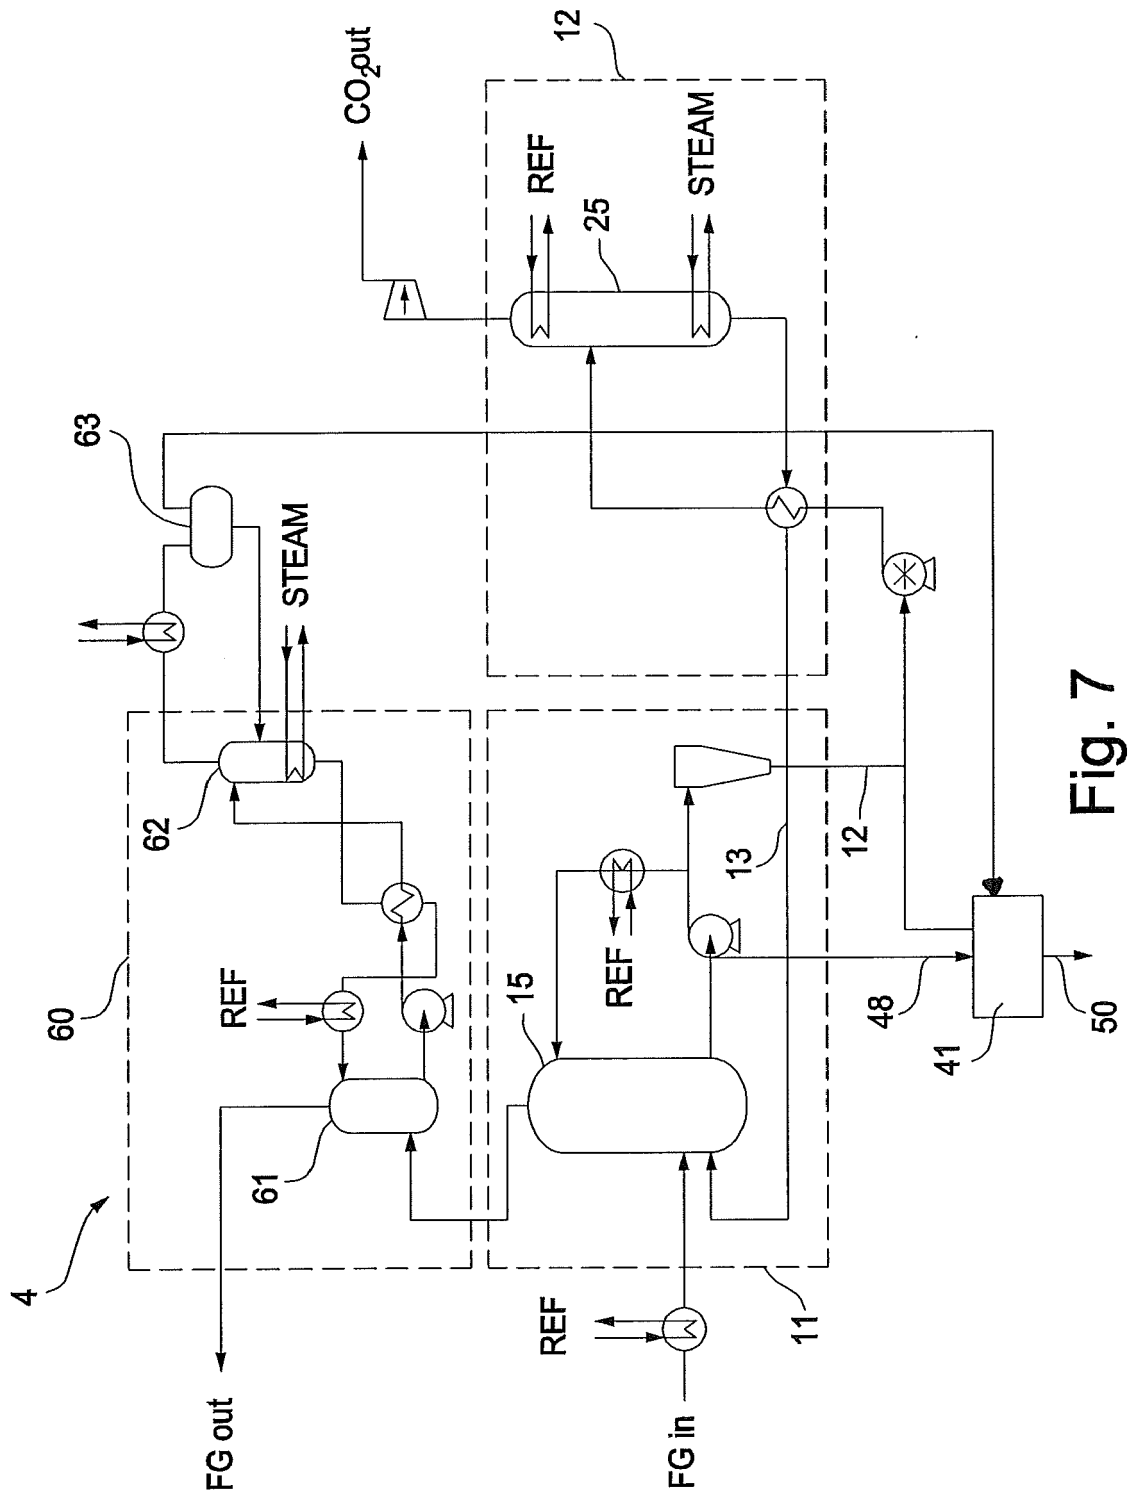 4
FG out
60
61
REF
62
STEAM
63
CO2out
FG in
REF
11
15
REF
13
12
25
REF
STEAM
12
48
41
50
Fig. 7